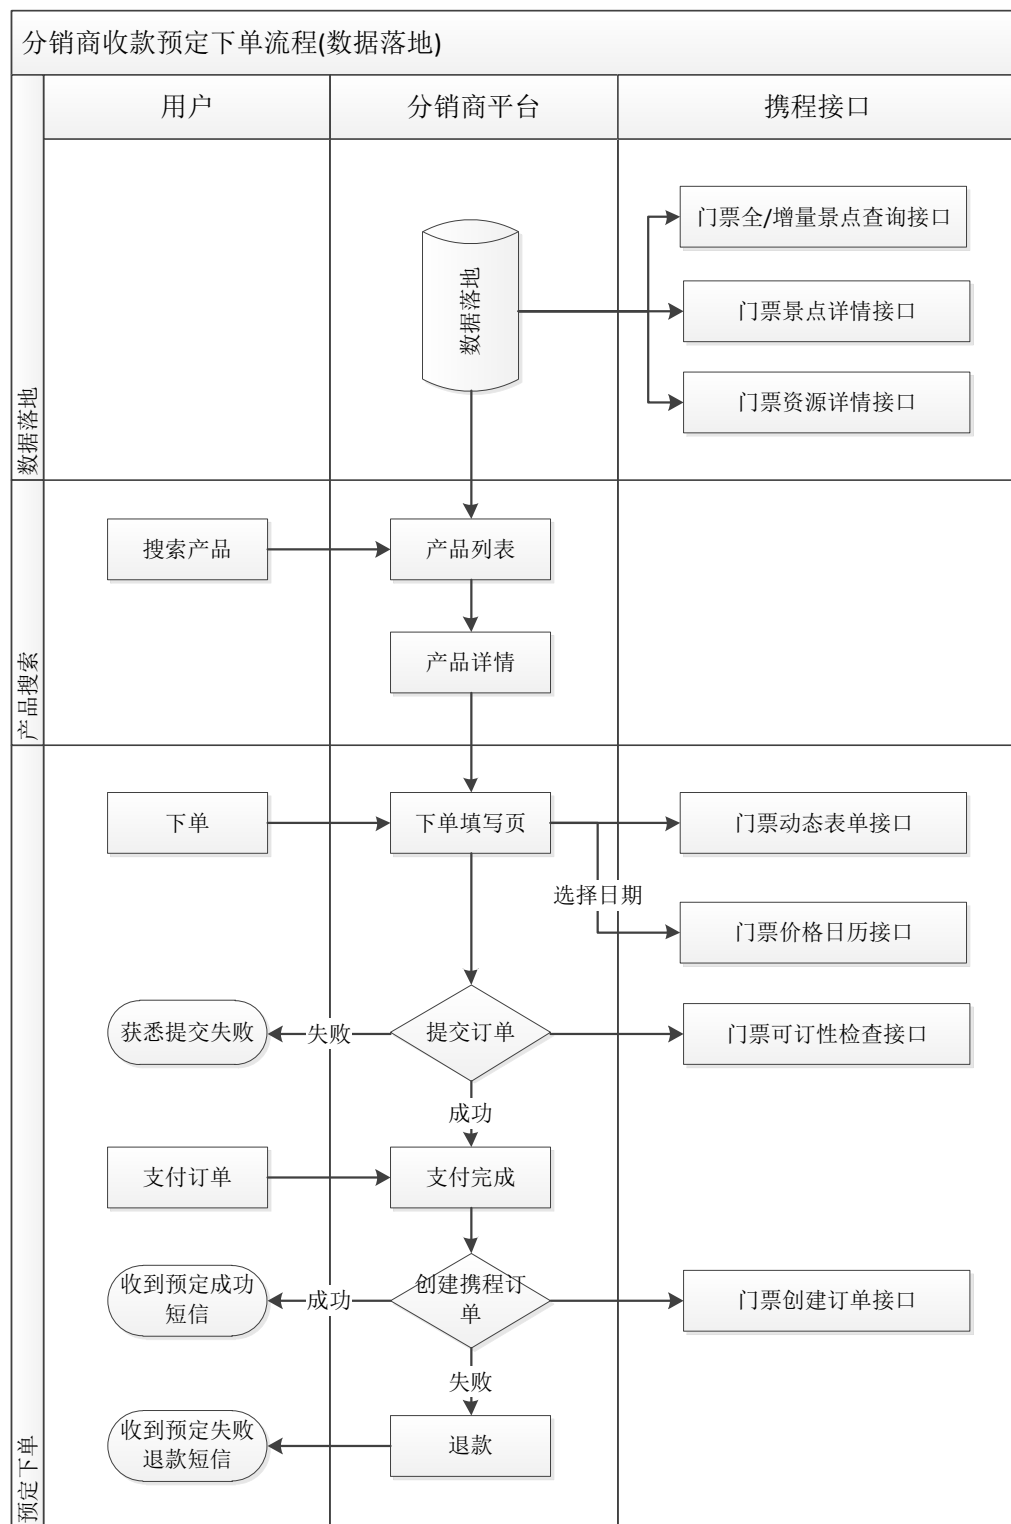 分销商收款预定下单流程(数据落地)
用户
分销商平台
携程接口
数据落地
数据落地
门票全/增量景点查询接口
门票景点详情接口
门票资源详情接口
产品搜索
搜索产品
产品列表
产品详情
预定下单
下单
下单填写页
门票动态表单接口
选择日期
门票价格日历接口
获悉提交失败
失败
提交订单
门票可订性检查接口
成功
支付订单
支付完成
收到预定成功
短信
成功
创建携程订
单
门票创建订单接口
失败
收到预定失败
退款短信
退款